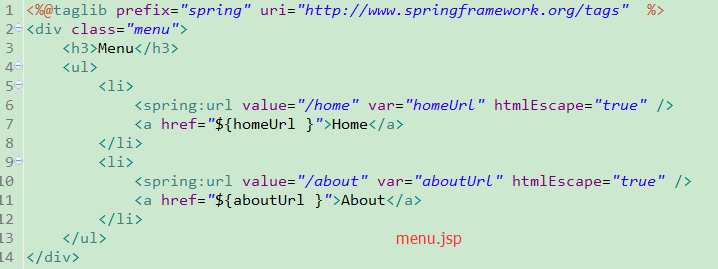 1 <%@taglib prefix="spring" uri="http://www.springframework.org/tags"  %>
2 <div class="menu">
3     <h3>Menu</h3>
4     <ul>
5         <li>
6             <spring:url value="/home" var="homeUrl" htmlEscape="true" />
7             <a href="${homeUrl }">Home</a>
8         </li>
9         <li>
10             <spring:url value="/about" var="aboutUrl" htmlEscape="true" />
11             <a href="${aboutUrl }">About</a>
12         </li>
13     </ul> menu.jsp
14 </div>